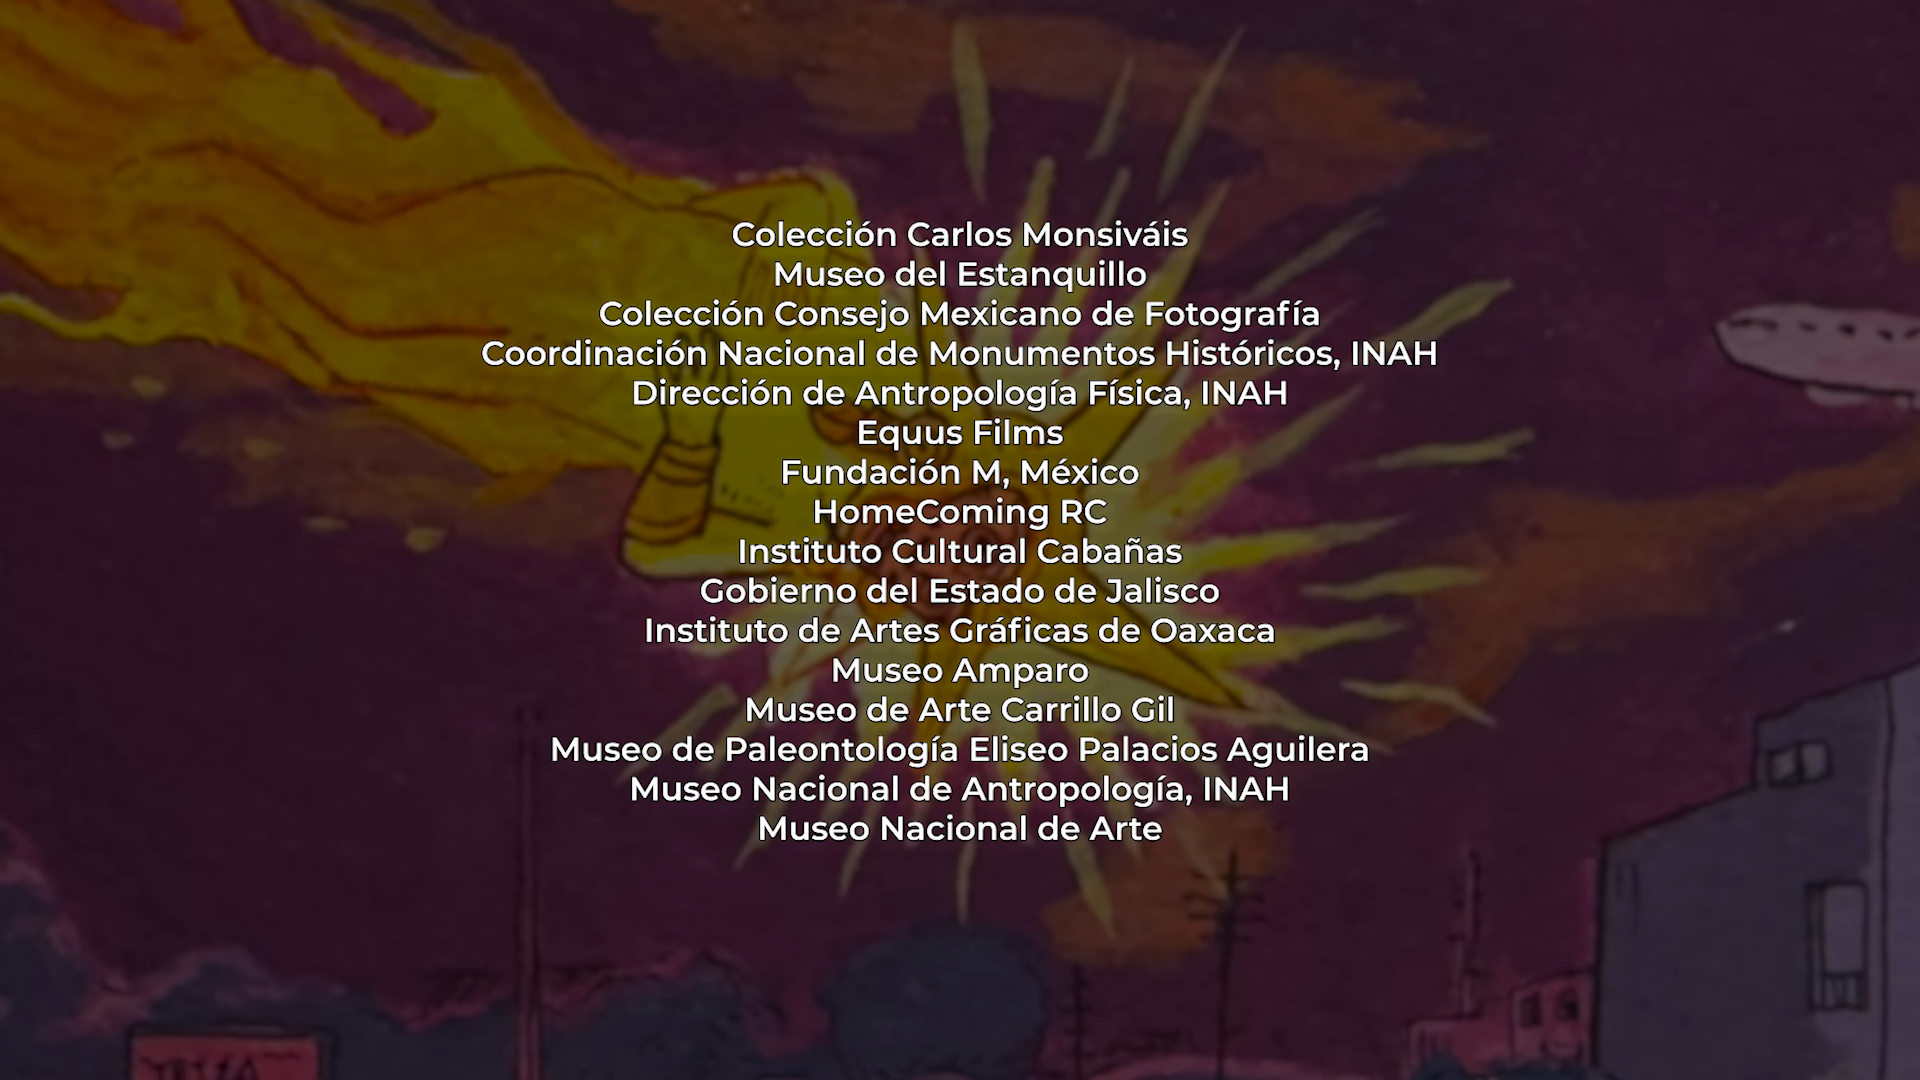 Colección Carlos Monsiváis
Museo del Estanquillo
Colección Consejo Mexicano de Fotografía
Coordinación Nacional de Monumentos Históricos, INAH
Dirección de Antropología Física, INAH
Equus Films
Fundación M, México
HomeComing RC
Instituto Cultural Cabañas
Gobierno del Estado de Jalisco
Instituto de Artes Gráficas de Oaxaca
Museo Amparo
Museo de Arte Carrillo Gil
Museo de Paleontología Eliseo Palacios Aguilera
Museo Nacional de Antropología, INAH
Museo Nacional de Arte